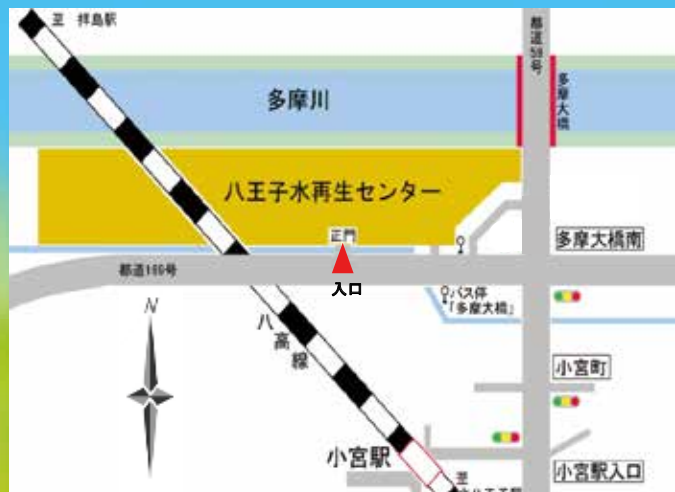 至 拝島駅
都道59号
多摩川
多摩大橋
八王子水再生センター
正門
多摩大橋南
都道169号
入口
バス停
「多摩大橋」
N
八高線
小宮町
小宮駅
至
小宮駅入口